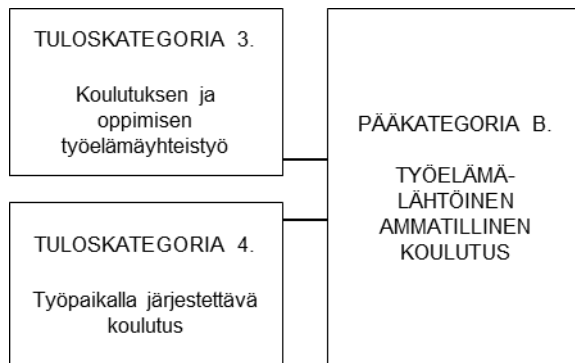 TULOSKATEGORIA 3.
Koulutuksen ja
oppimisen
työelämäyhteistyö
TULOSKATEGORIA 4.
Työpaikalla järjestettävä
koulutus
PÄÄKATEGORIA B.
TYÖELÄMÄ-
LÄHTÖINEN
AMMATILLINEN
KOULUTUS